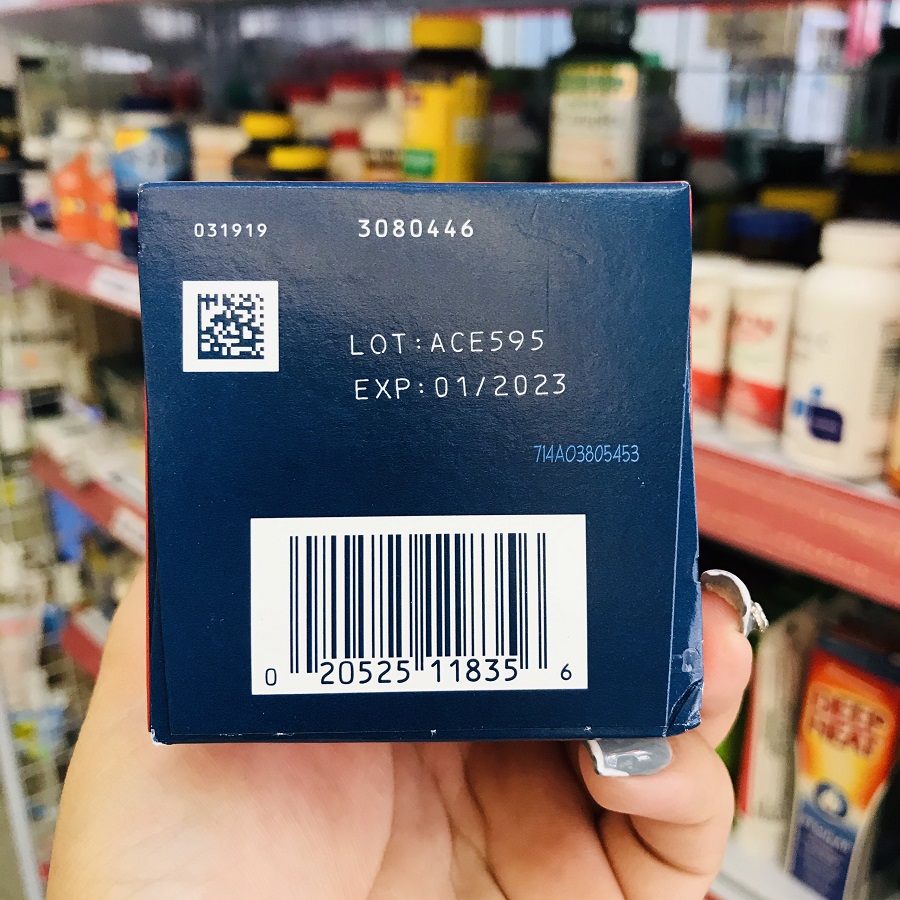 031919 3080446
LOT:ACE595
EXP:01/2023
714A03805453
0 20525 11835 6
DEEP
HEAT